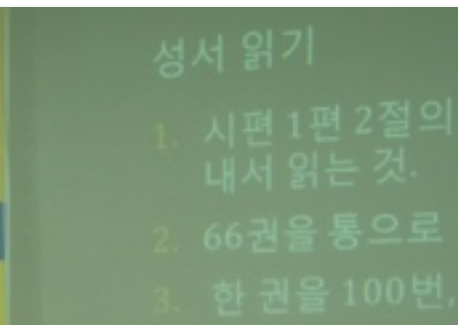 성서 읽기
1. 시편 1편 2절의
내서 읽는 것.
2. 66권을 통으로
3. 한 권을 100번,